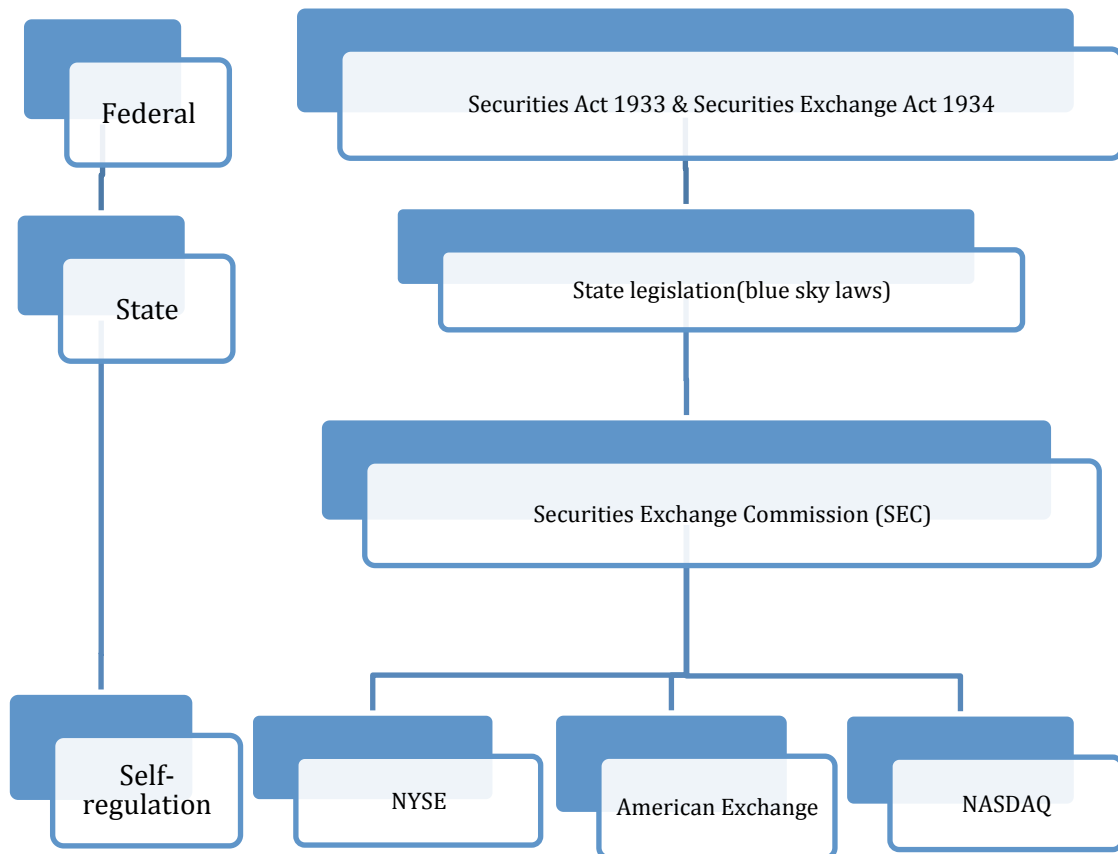 Federal
Securities Act 1933 & Securities Exchange Act 1934
State
State legislation(blue sky laws)
Securities Exchange Commission (SEC)
Self-
regulation
NYSE
American Exchange
NASDAQ